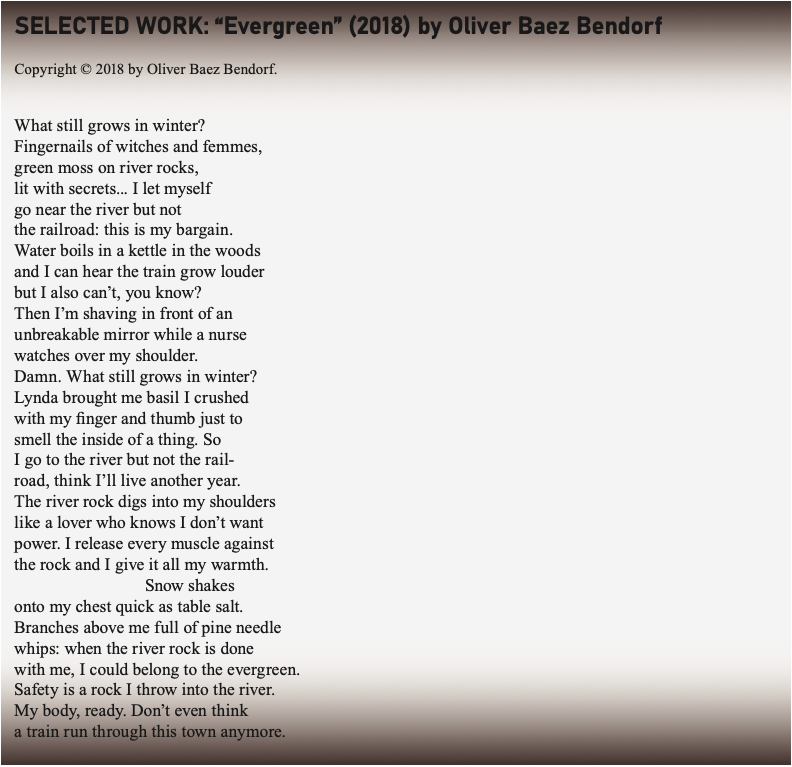 SELECTED WORK: “Evergreen” (2018) by Oliver Baez Bendorf
Copyright © 2018 by Oliver Baez Bendorf.
What still grows in winter?
Fingernails of witches and femmes,
green moss on river rocks,
lit with secrets... I let myself
go near the river but not
the railroad: this is my bargain.
Water boils in a kettle in the woods
and I can hear the train grow louder
but I also can’t, you know?
Then I’m shaving in front of an
unbreakable mirror while a nurse
watches over my shoulder.
Damn. What still grows in winter?
Lynda brought me basil I crushed
with my finger and thumb just to
smell the inside of a thing. So
I go to the river but not the rail-
road, think I’ll live another year.
The river rock digs into my shoulders
like a lover who knows I don’t want
power. I release every muscle against
the rock and I give it all my warmth.
Snow shakes
onto my chest quick as table salt.
Branches above me full of pine needle
whips: when the river rock is done
with me, I could belong to the evergreen.
Safety is a rock I throw into the river.
My body, ready. Don’t even think
a train run through this town anymore.